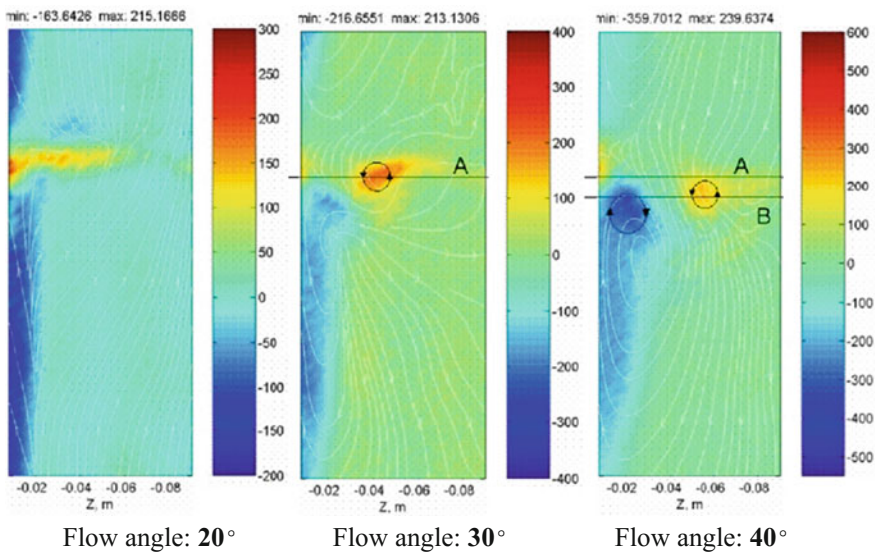 min: -163.6426 max: 215.1666
min: -216.6551 max: 213.1306
min: -359.7012 max: 239.6374
300
250
200
150
100
50
0
-50
-100
-150
-200
-0.02 -0.04 -0.06 -0.08
Z, m
A
400
300
200
100
0
-100
-200
-300
-400
-0.02 -0.04 -0.06 -0.08
Z, m
A
B
600
500
400
300
200
100
0
-100
-200
-300
-400
-500
-0.02 -0.04 -0.06 -0.08
Z, m
Flow angle: 20°
Flow angle: 30°
Flow angle: 40°